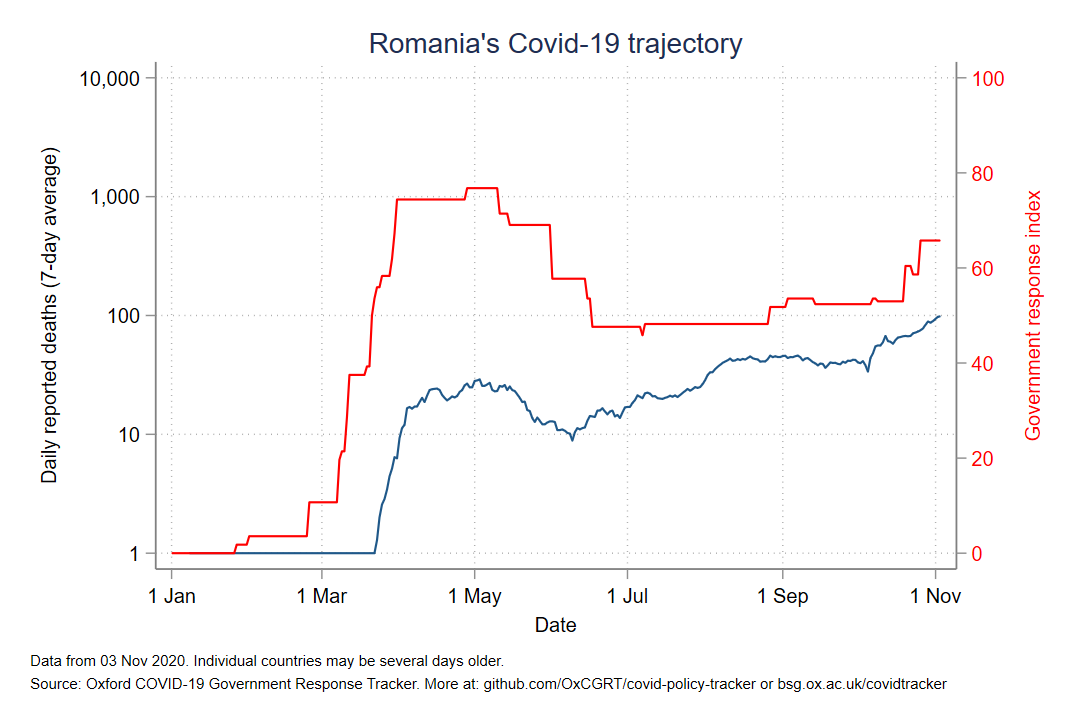 Romania's Covid-19 trajectory
Daily reported deaths (7-day average)
10,000
1,000
100
10
1
100
80
60
40
20
0
Government response index
1 Jan
1 Mar
1 May
1 Jul
1 Sep
1 Nov
Date
Data from 03 Nov 2020. Individual countries may be several days older.
Source: Oxford COVID-19 Government Response Tracker. More at: github.com/OxCGRT/covid-policy-tracker or bsg.ox.ac.uk/covidtracker